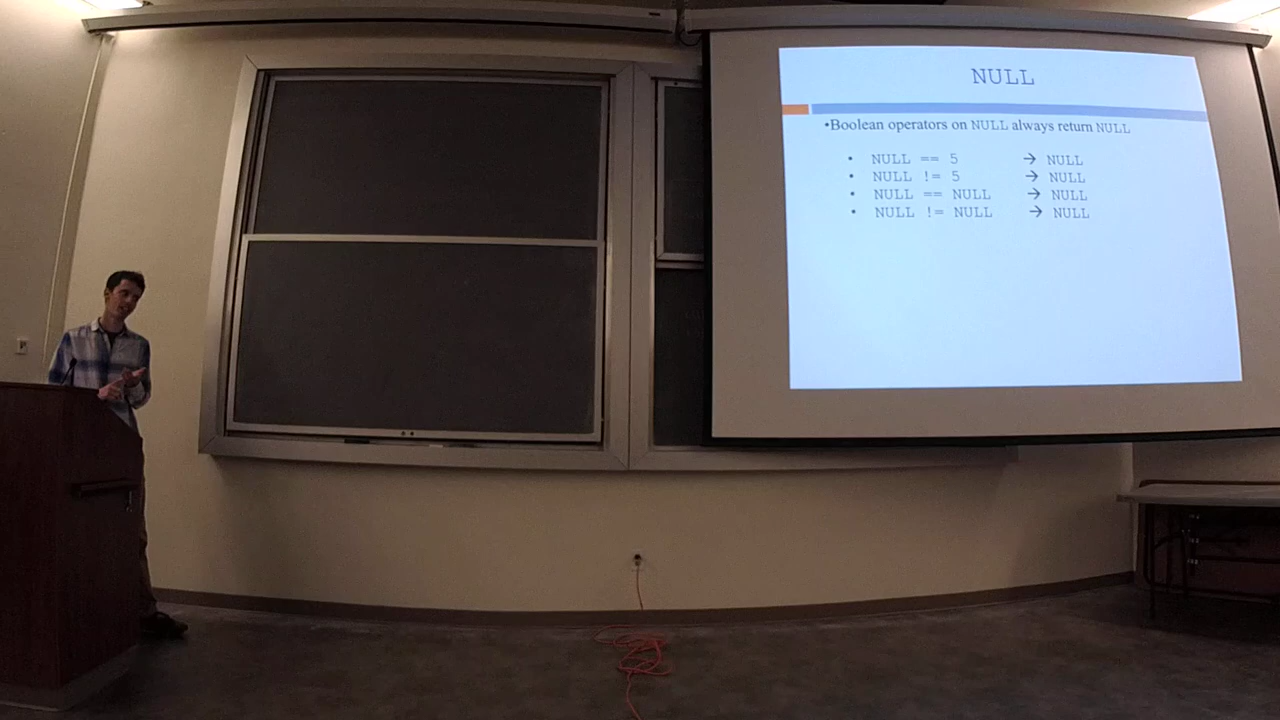 NULL
•Boolean operators on NULL always return NULL
• NULL == 5 → NULL
• NULL != 5 → NULL
• NULL == NULL → NULL
• NULL != NULL → NULL